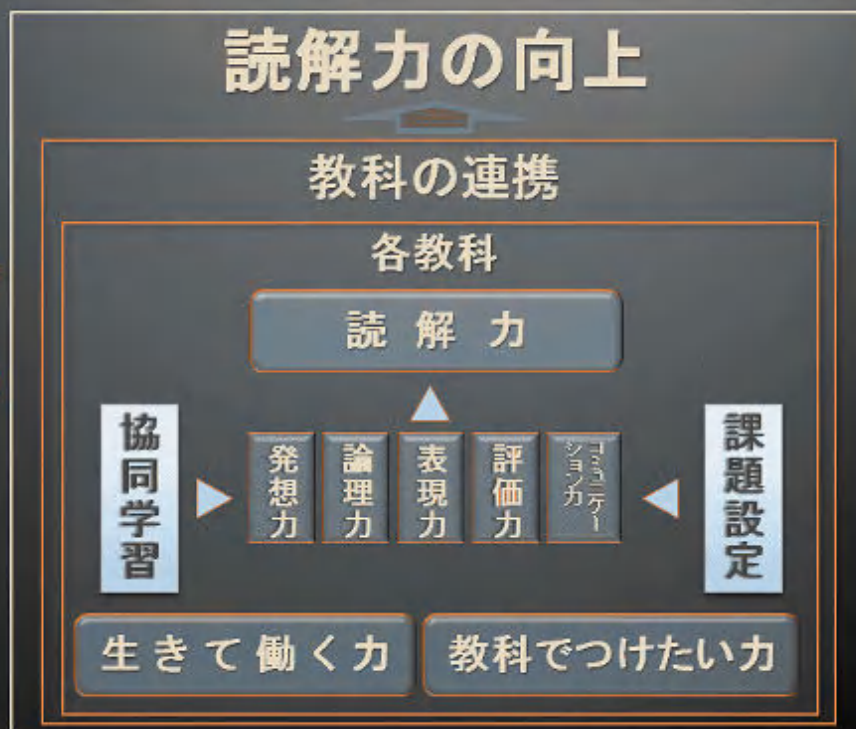 読解力の向上
教科の連携
各教科
読解力
協同学習
発想力
論理力
表現力
評価力
コミュニケー
ション力
課題設定
生きて働く力
教科でつけたい力